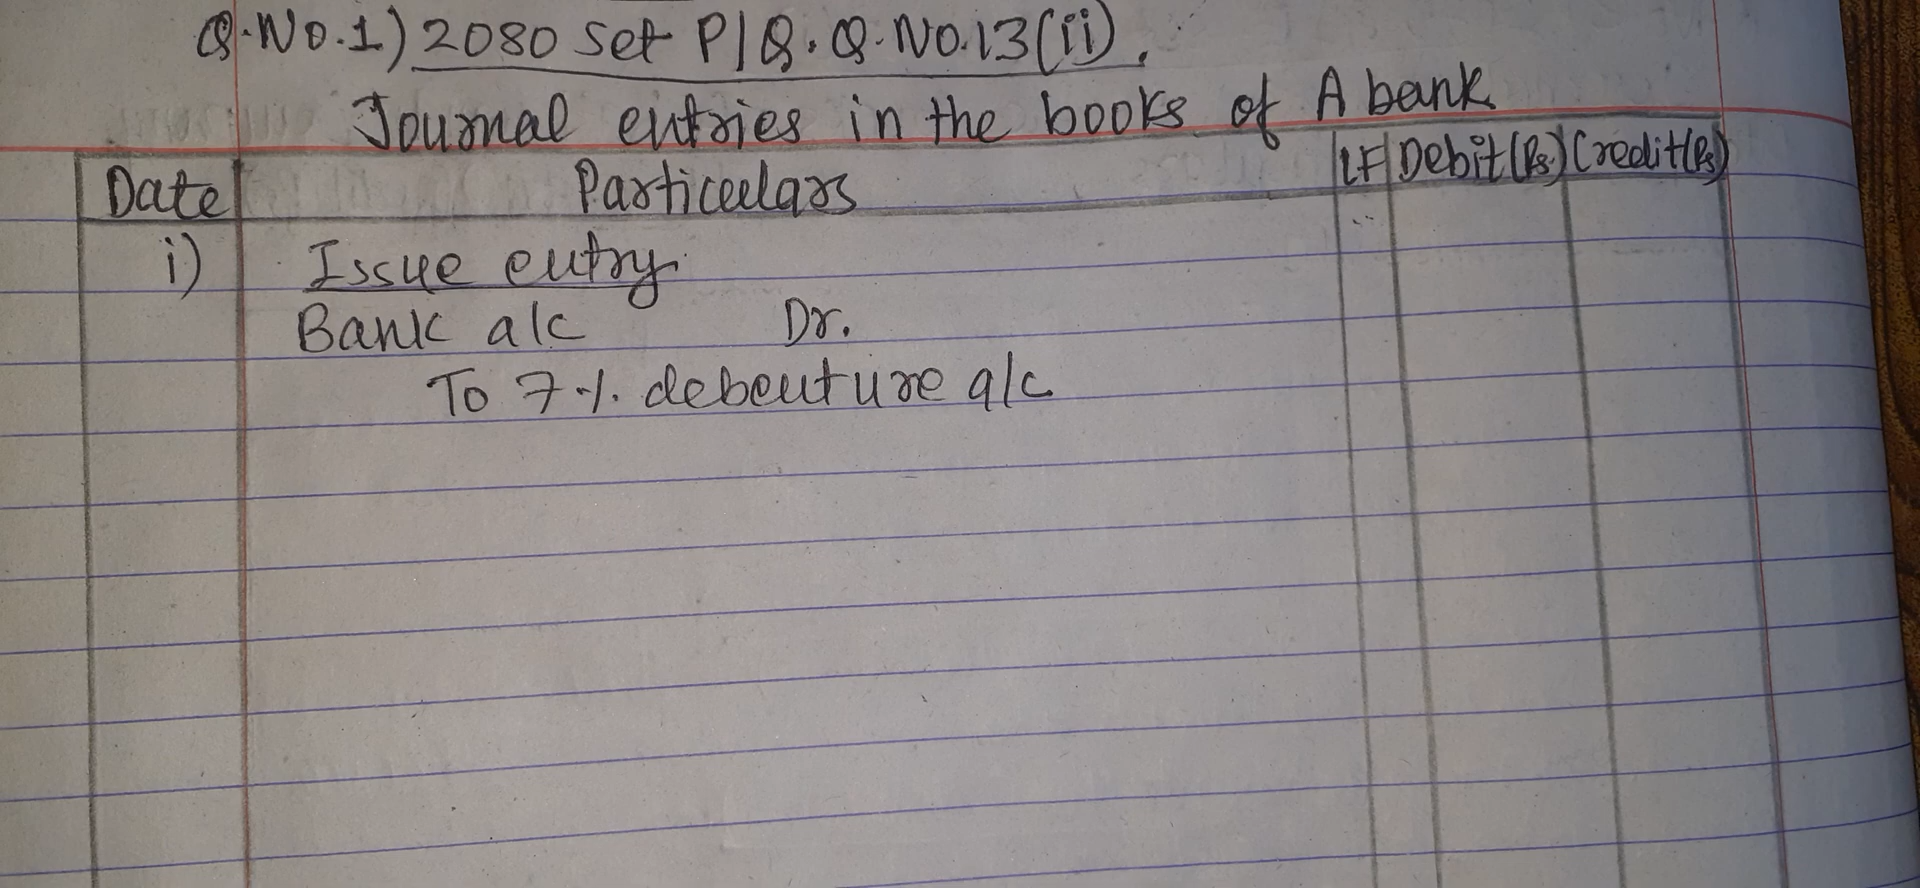 Q.No.1) 2080 Set P/Q. Q.No.13(ii).
Journal entries in the books of A bank
Date Particulars LF Debit(Rs.) Credit(Rs)
i) Issue entry
Bank a/c Dr.
To 7% debenture a/c